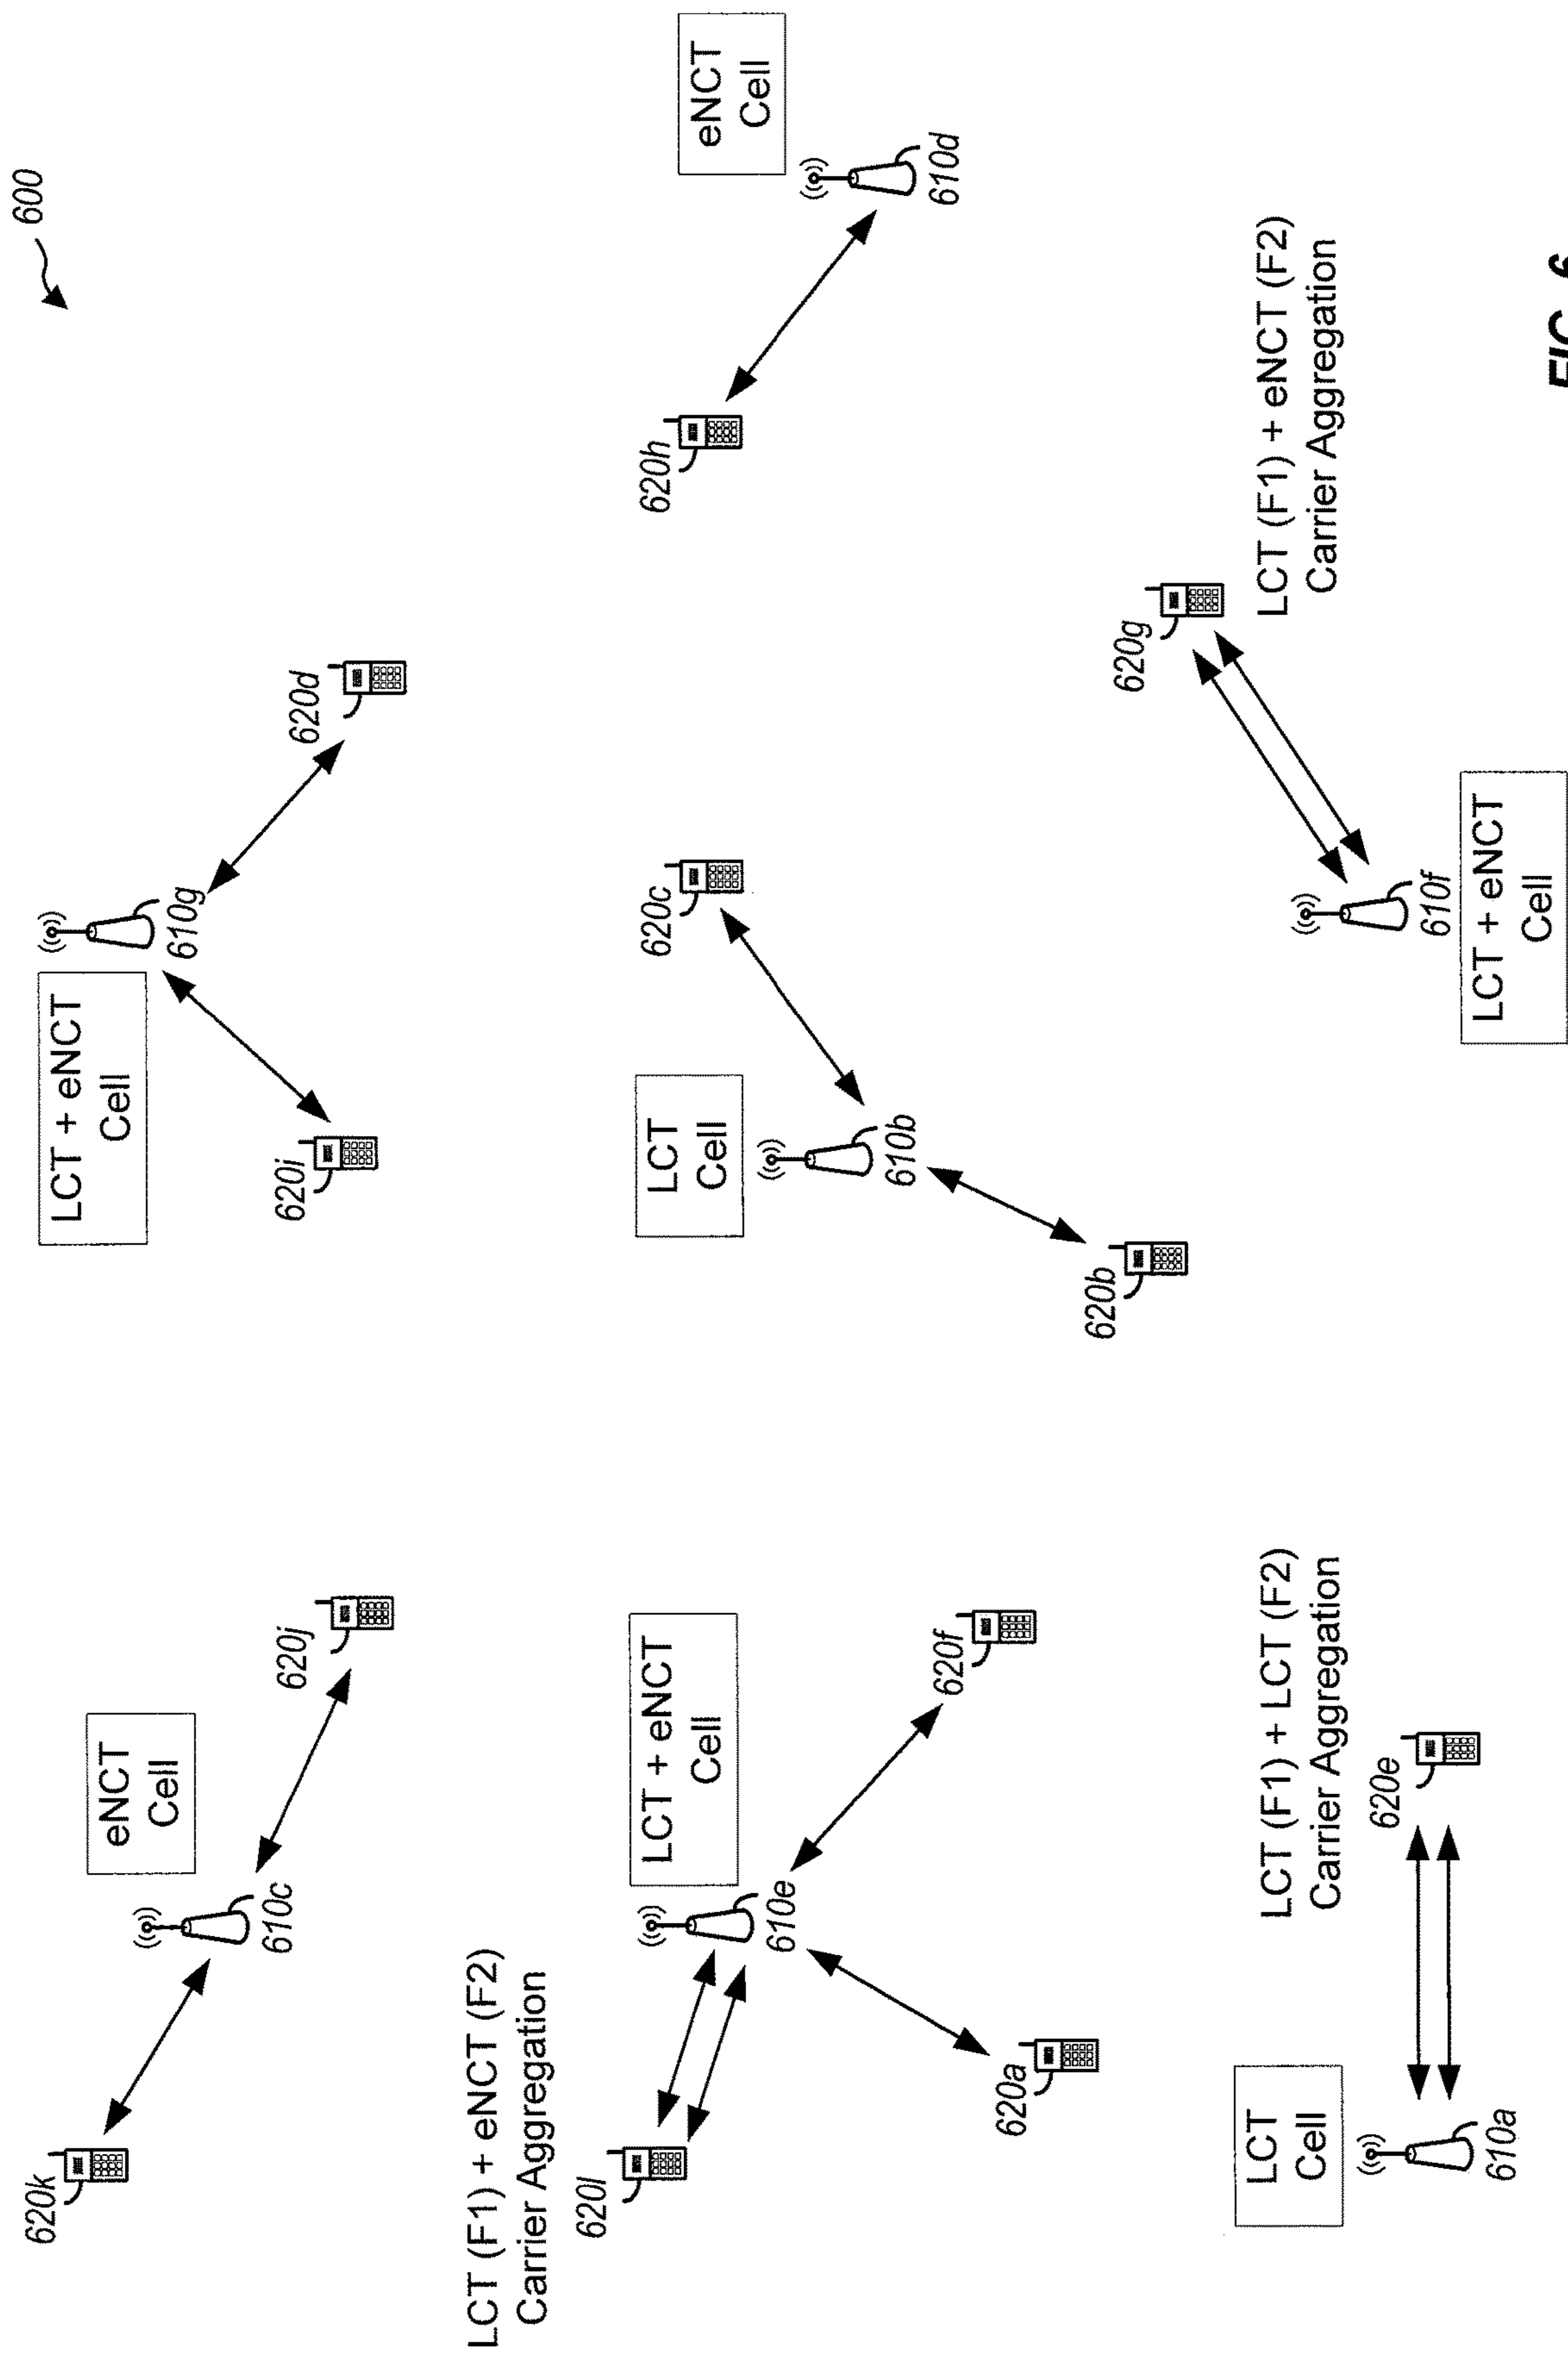 600
620k
610c
eNCT
Cell
620j
LCT + eNCT
Cell
610g
620i
620d
LCT (F1) + eNCT (F2)
Carrier Aggregation
620l
610e
LCT + eNCT
Cell
620a
620f
LCT
Cell
610b
620b
620c
620h
eNCT
Cell
610d
LCT
Cell
610a
LCT (F1) + LCT (F2)
Carrier Aggregation
620e
620g
LCT (F1) + eNCT (F2)
Carrier Aggregation
610f
LCT + eNCT
Cell
FIG. 6